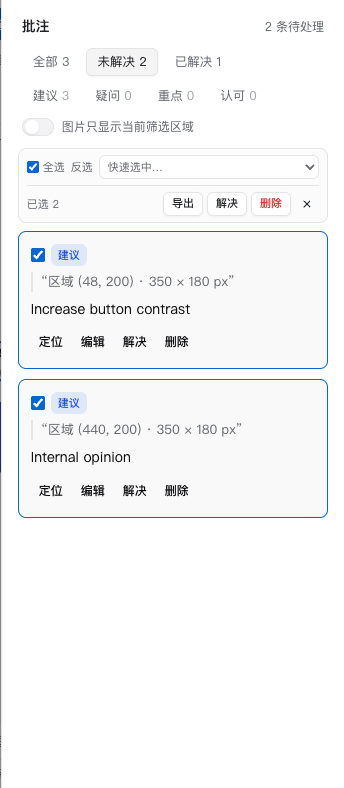 批注 2 条待处理
全部 3 未解决 2 已解决 1
建议 3 疑问 0 重点 0 认可 0
图片只显示当前筛选区域
全选 反选 快速选中...
已选 2 导出 解决 删除 ×
建议
“区域 (48, 200) · 350 × 180 px”
Increase button contrast
定位 编辑 解决 删除
建议
“区域 (440, 200) · 350 × 180 px”
Internal opinion
定位 编辑 解决 删除